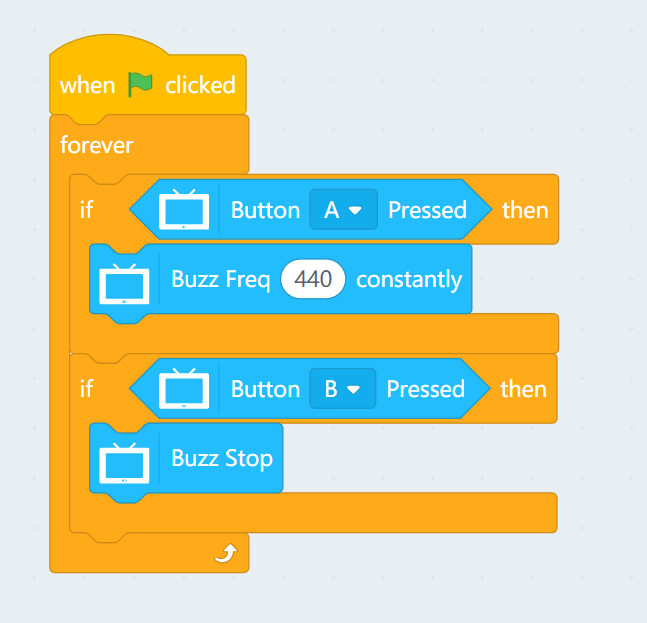 when clicked
forever
if Button A Pressed then
Buzz Freq 440 constantly
if Button B Pressed then
Buzz Stop